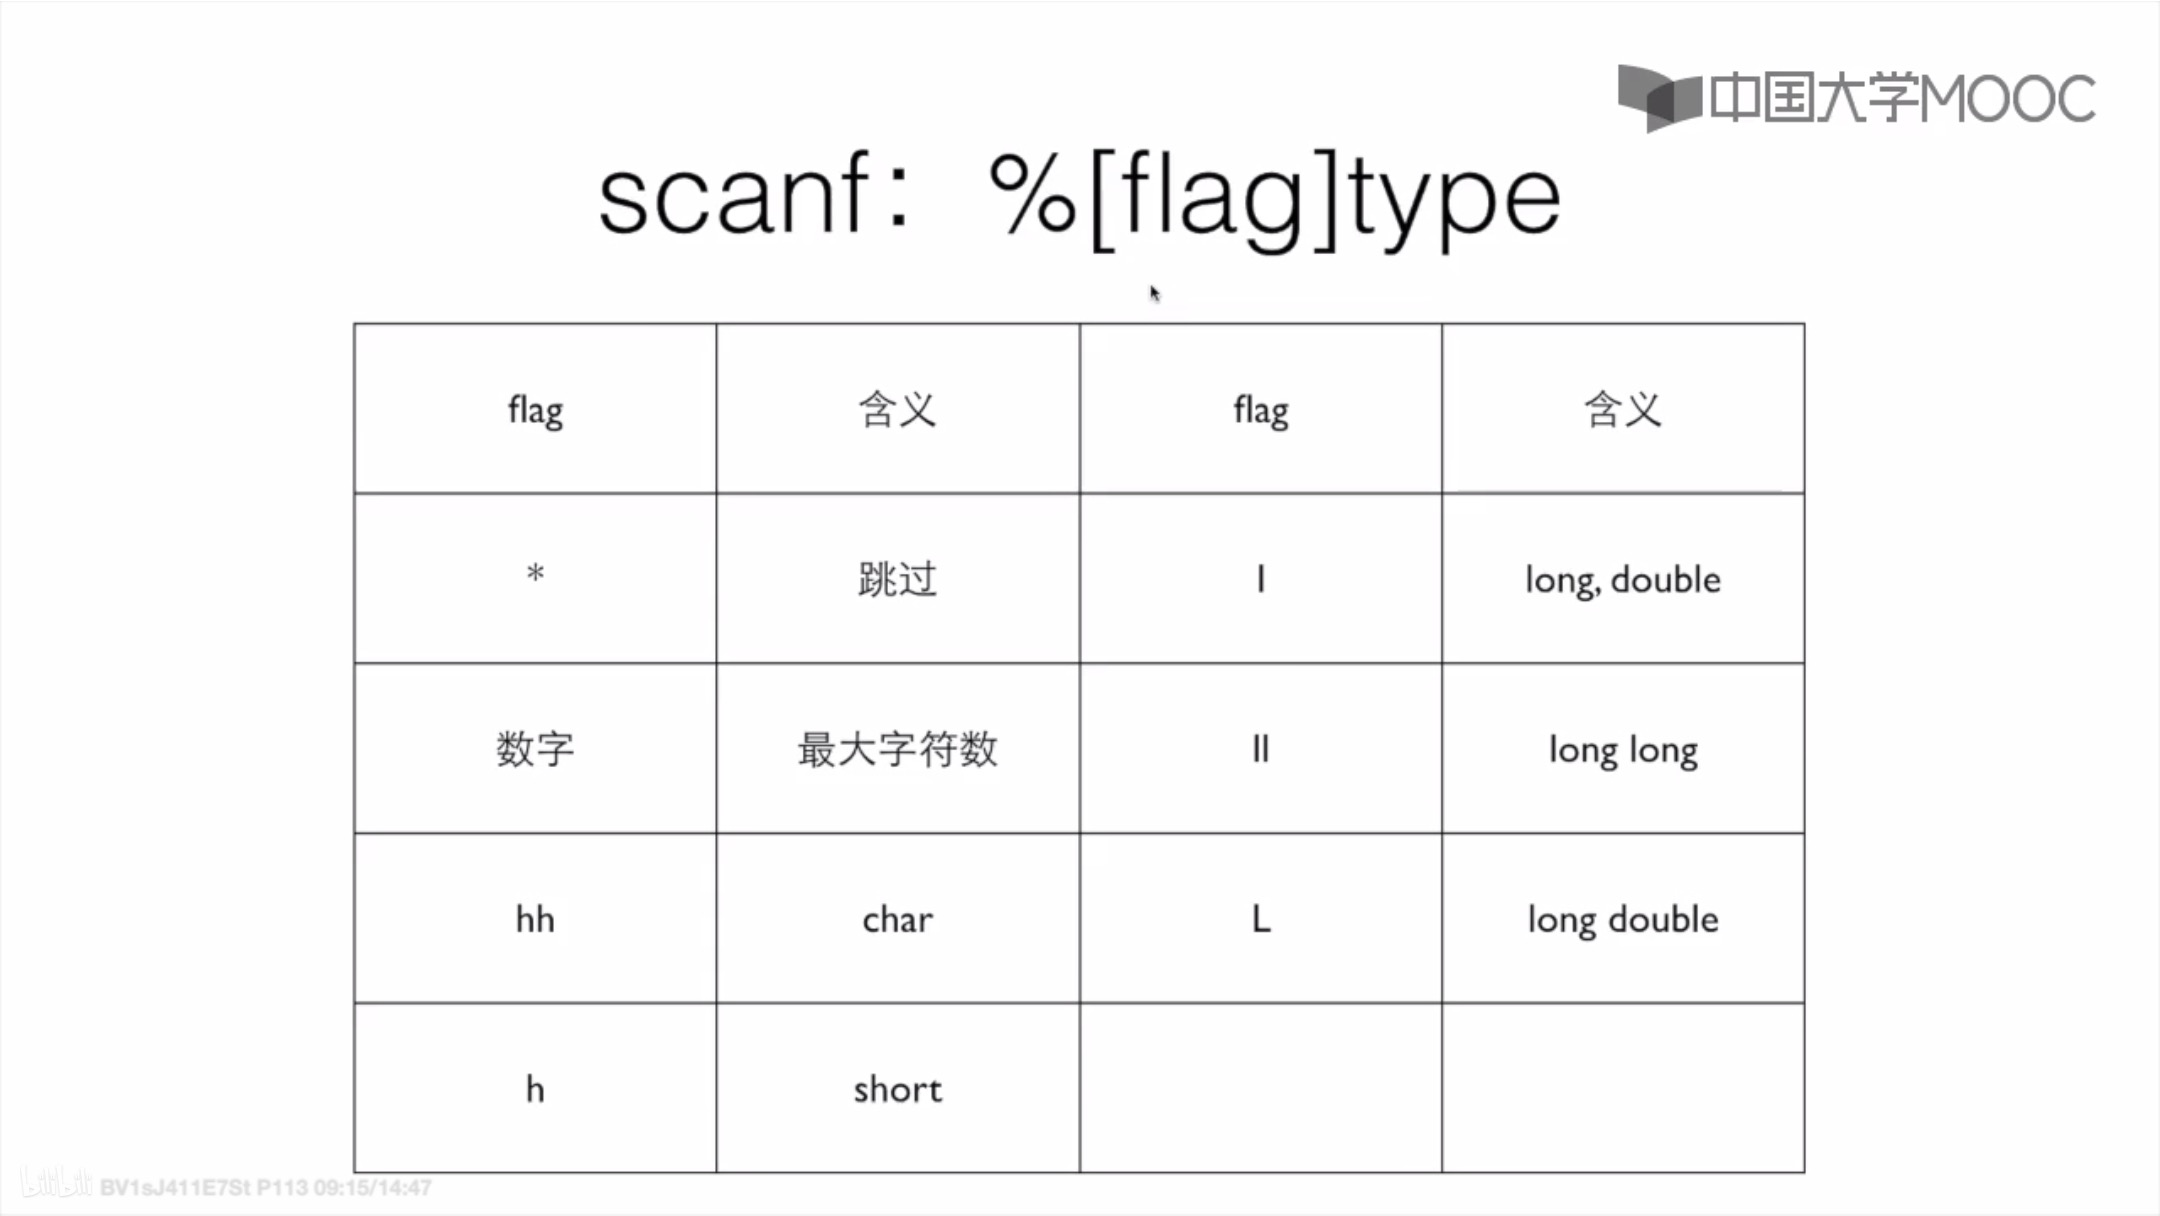 中国大学MOOC
scanf：%[flag]type
flag 含义 flag 含义
* 跳过 l long, double
数字 最大字符数 ll long long
hh char L long double
h short
bilibili BV1sJ411E7St P113 09:15/14:47